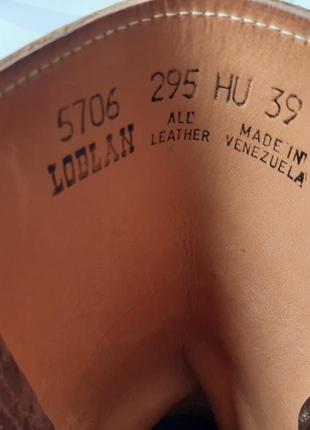 5706 295 HU 39
LOBLAN ALL LEATHER MADE IN VENEZUELA